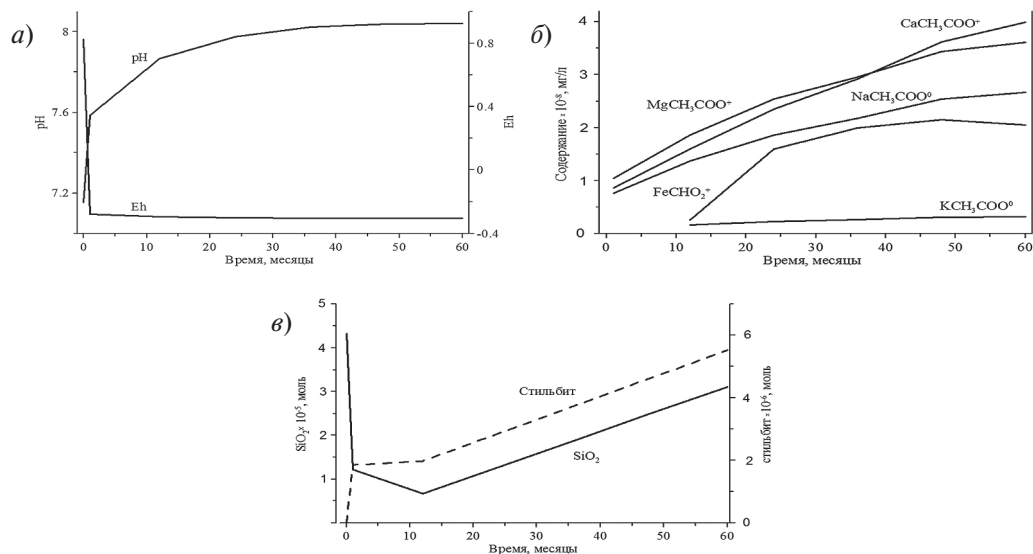 а)
pH
8
7.6
7.2
pH
Eh
0.8
0.4
0
-0.4
Eh
0 10 20 30 40 50 60
Время, месяцы
б)
Содержание x 10⁻⁸, мг/л
4
3
2
1
0
CaCH₃COO⁺
MgCH₃COO⁺
NaCH₃COO⁰
FeCHO₂⁺
KCH₃COO⁰
0 10 20 30 40 50 60
Время, месяцы
в)
SiO₂ x 10⁻⁵, моль
5
4
3
2
1
Стильбит
SiO₂
6
4
2
0
стильбит x 10⁻⁶, моль
0 10 20 30 40 50 60
Время, месяцы